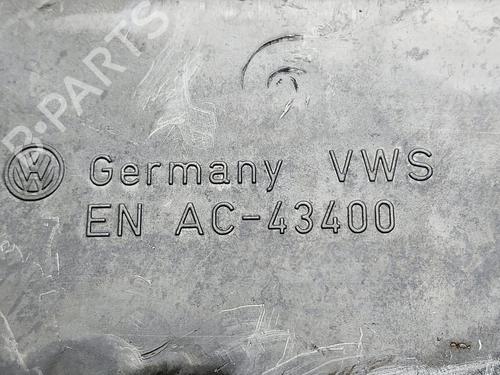 B-PARTS
Germany VWS
EN AC-43400